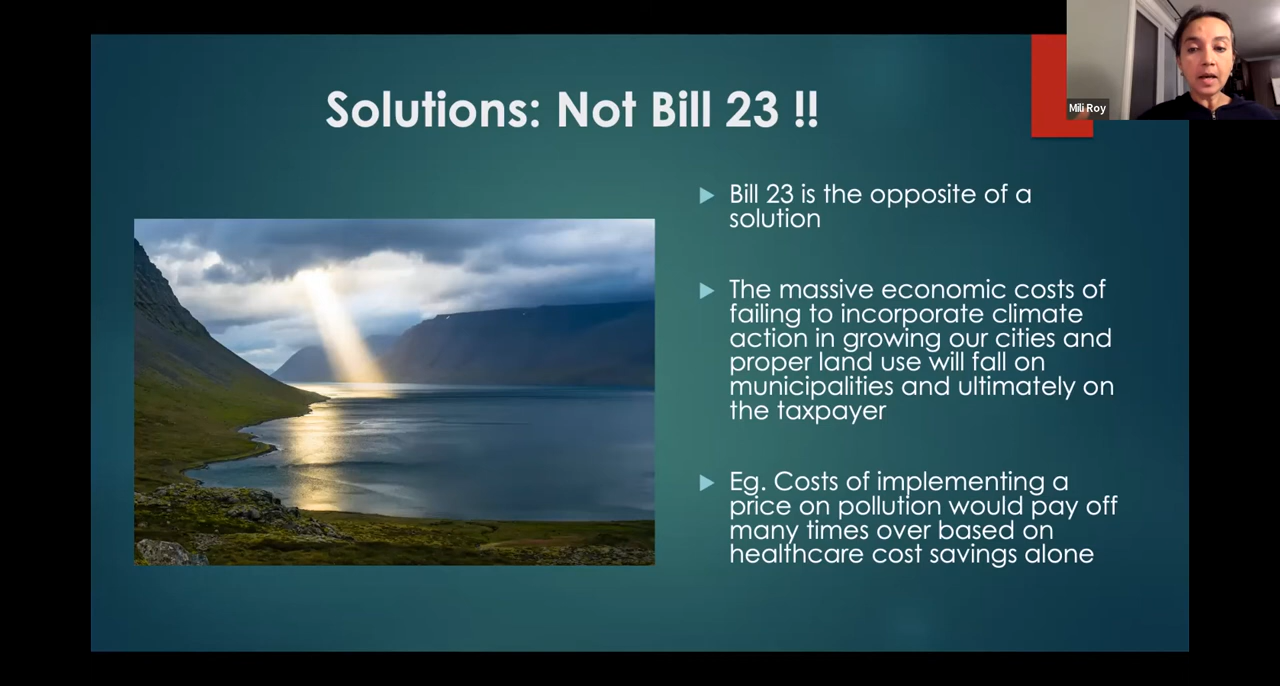 Solutions: Not Bill 23 !!
Mili Roy
Bill 23 is the opposite of a
solution
The massive economic costs of
failing to incorporate climate
action in growing our cities and
proper land use will fall on
municipalities and ultimately on
the taxpayer
Eg. Costs of implementing a
price on pollution would pay off
many times over based on
healthcare cost savings alone